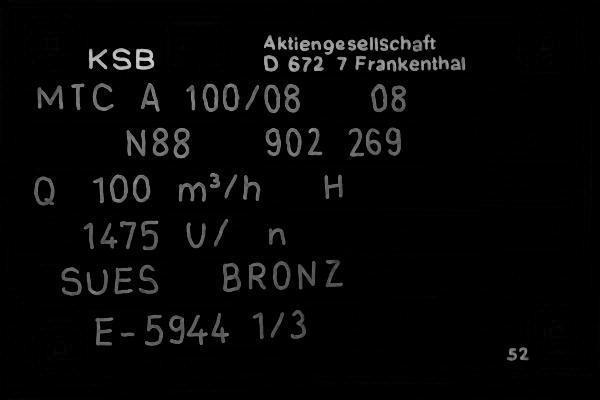 KSB Aktiengesellschaft
D 672 7 Frankenthal
MTC A 100/08 08
N88 902 269
Q 100 m³/h H
1475 U/ n
SUES BRONZ
E-5944 1/3
52